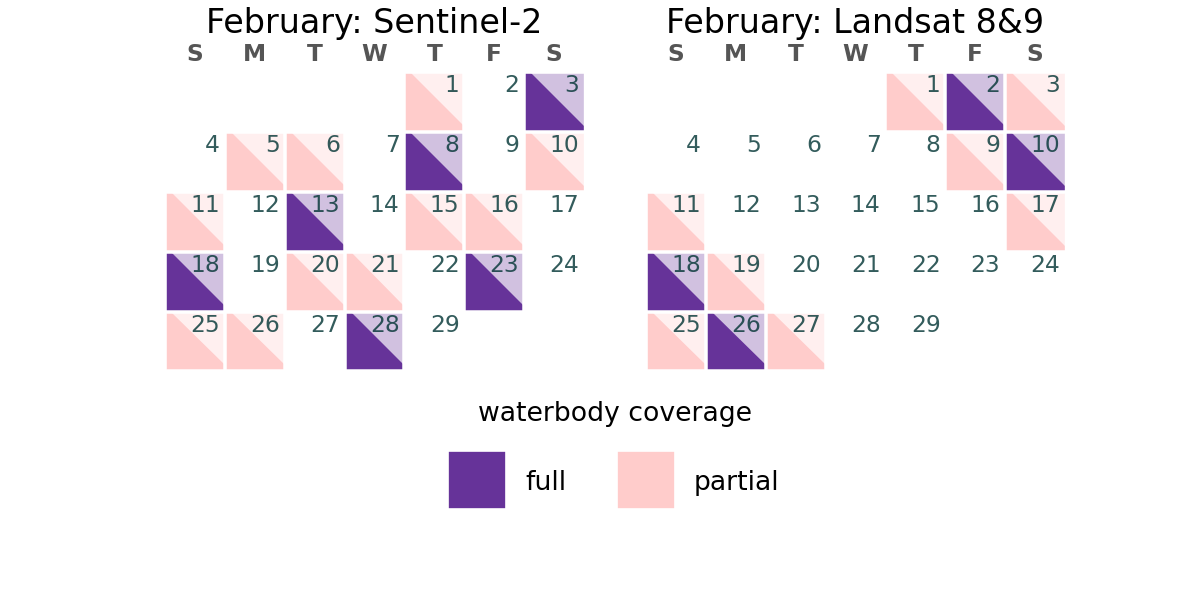 February: Sentinel-2
S M T W T F S
1 2 3
4 5 6 7 8 9 10
11 12 13 14 15 16 17
18 19 20 21 22 23 24
25 26 27 28 29
February: Landsat 8&9
S M T W T F S
1 2 3
4 5 6 7 8 9 10
11 12 13 14 15 16 17
18 19 20 21 22 23 24
25 26 27 28 29
waterbody coverage
full partial